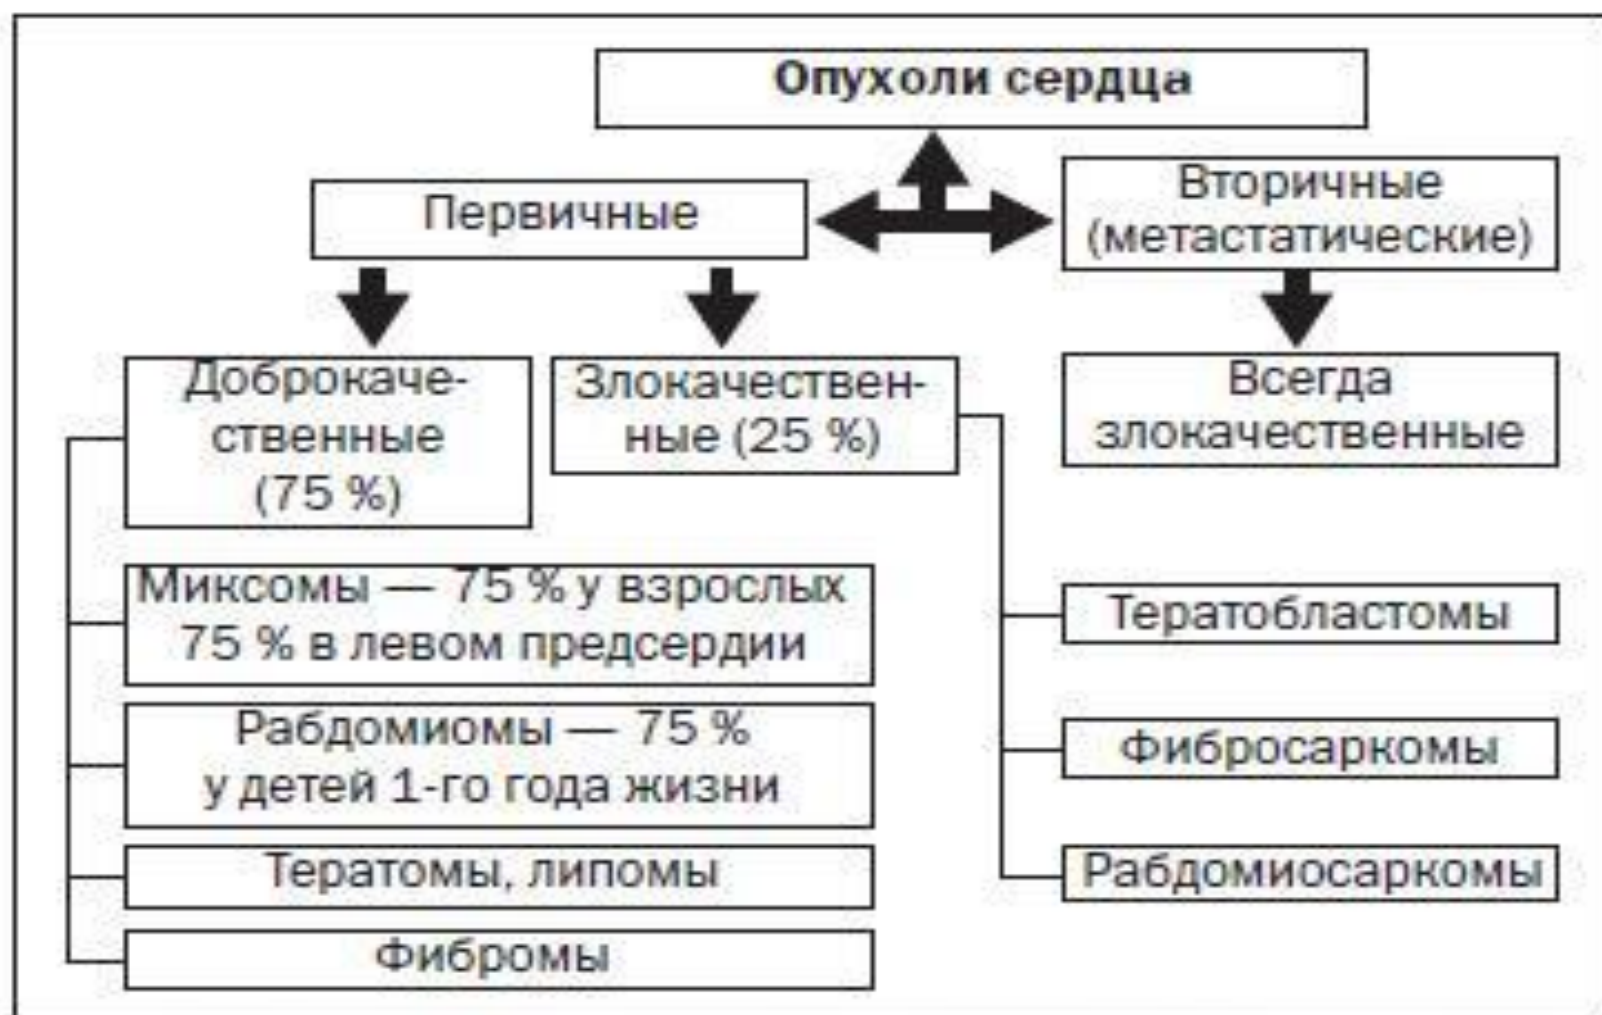 Опухоли сердца
Первичные
Вторичные
(метастатические)
Доброкаче-
ственные
(75 %)
Злокачествен-
ные (25 %)
Всегда
злокачественные
Миксомы — 75 % у взрослых
75 % в левом предсердии
Рабдомиомы — 75 %
у детей 1-го года жизни
Тератомы, липомы
Фибромы
Тератобластомы
Фибросаркомы
Рабдомиосаркомы